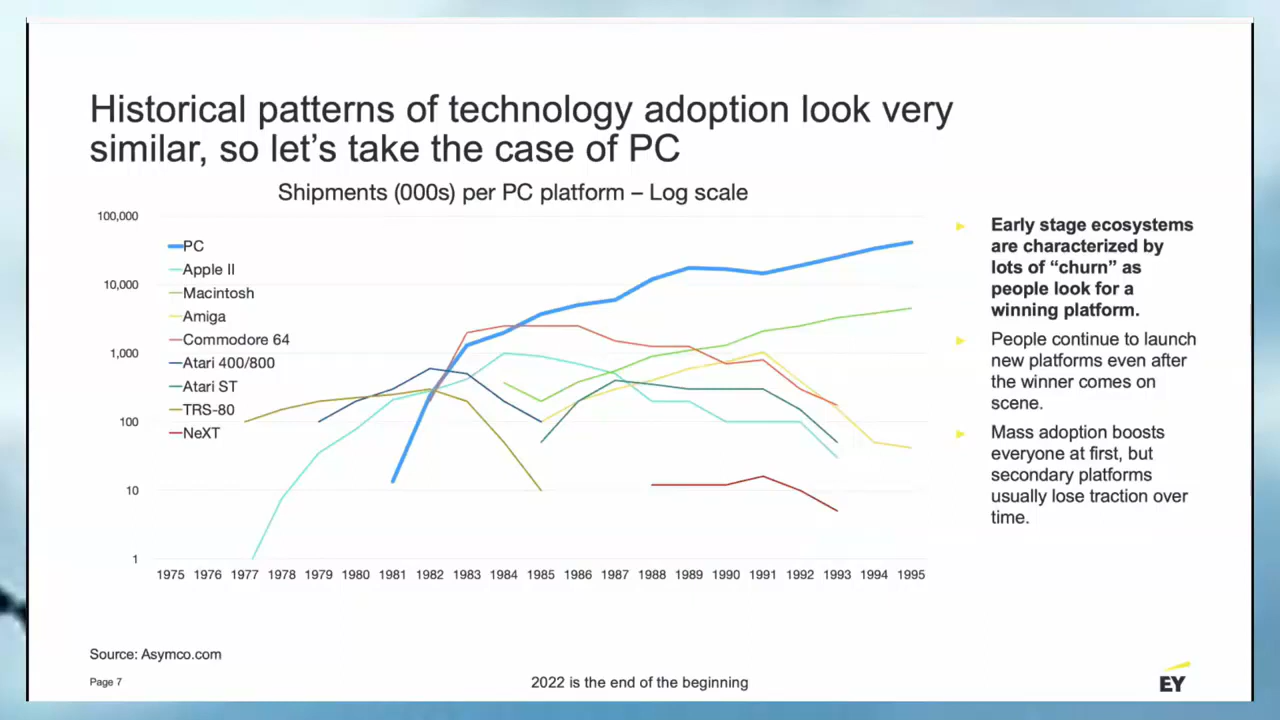 Historical patterns of technology adoption look very
similar, so let's take the case of PC
Shipments (000s) per PC platform – Log scale
100,000
10,000
1,000
100
10
1
PC
Apple II
Macintosh
Amiga
Commodore 64
Atari 400/800
Atari ST
TRS-80
NeXT
1975 1976 1977 1978 1979 1980 1981 1982 1983 1984 1985 1986 1987 1988 1989 1990 1991 1992 1993 1994 1995
Early stage ecosystems
are characterized by
lots of “churn” as
people look for a
winning platform.
People continue to launch
new platforms even after
the winner comes on
scene.
Mass adoption boosts
everyone at first, but
secondary platforms
usually lose traction over
time.
Source: Asymco.com
Page 7
2022 is the end of the beginning
EY